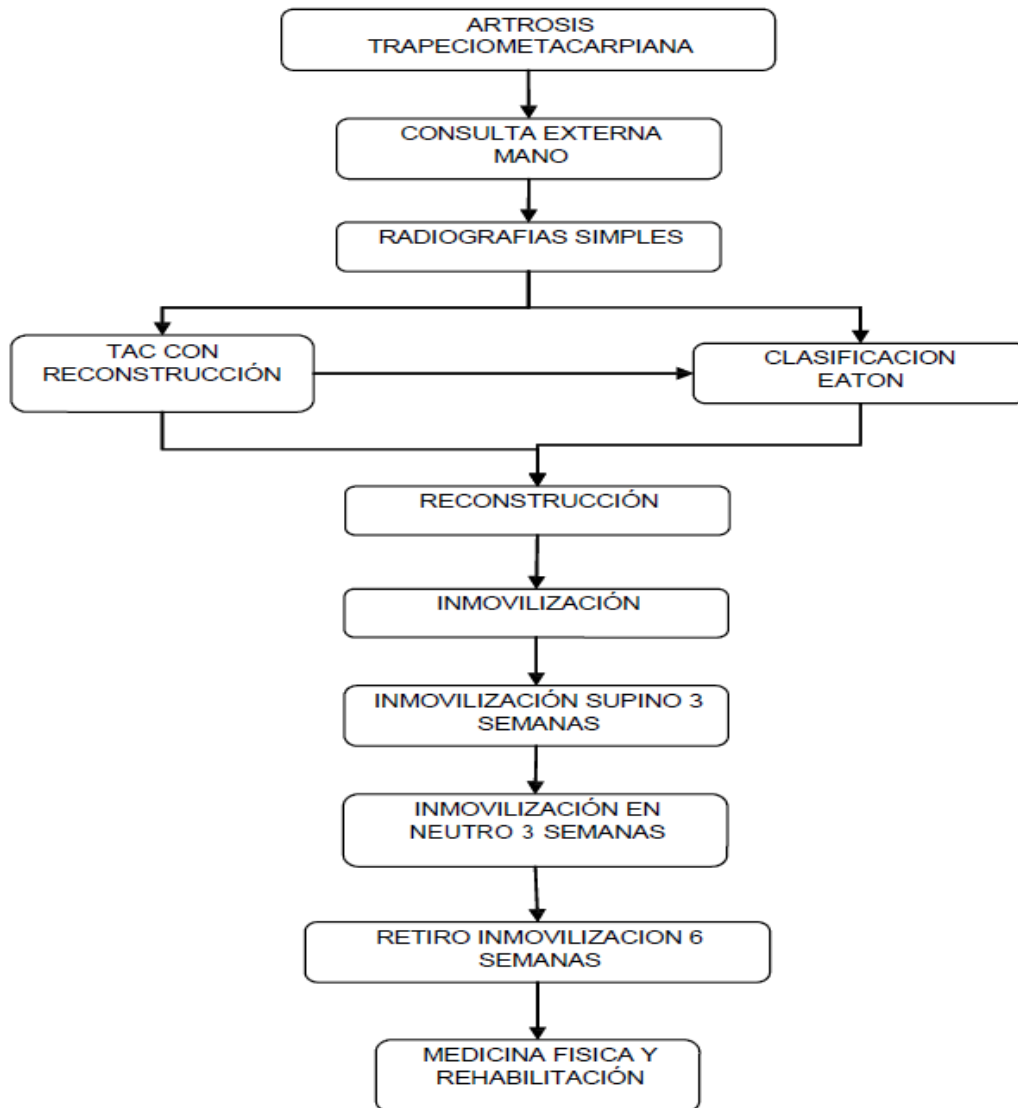 ARTROSIS
TRAPECIOMETACARPIANA
CONSULTA EXTERNA
MANO
RADIOGRAFIAS SIMPLES
TAC CON
RECONSTRUCCIÓN
CLASIFICACION
EATON
RECONSTRUCCIÓN
INMOVILIZACIÓN
INMOVILIZACIÓN SUPINO 3
SEMANAS
INMOVILIZACIÓN EN
NEUTRO 3 SEMANAS
RETIRO INMOVILIZACION 6
SEMANAS
MEDICINA FISICA Y
REHABILITACIÓN